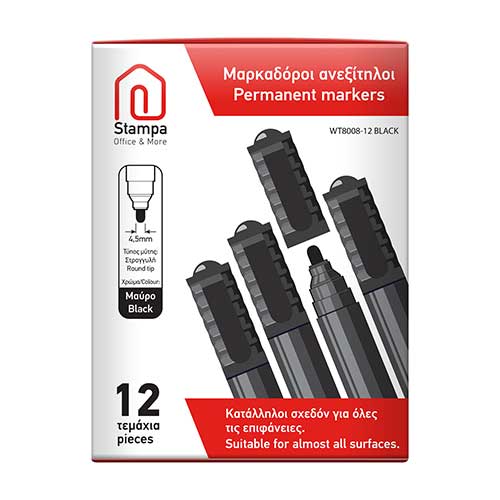 Stampa
Office & More
Μαρκαδόροι ανεξίτηλοι
Permanent markers
WT8008-12 BLACK
4,5mm
Τύπος μύτης:
Στρογγυλή
Round tip
Χρώμα/Colour:
Μαύρο
Black
12
τεμάχια
pieces
Κατάλληλοι σχεδόν για όλες
τις επιφάνειες.
Suitable for almost all surfaces.